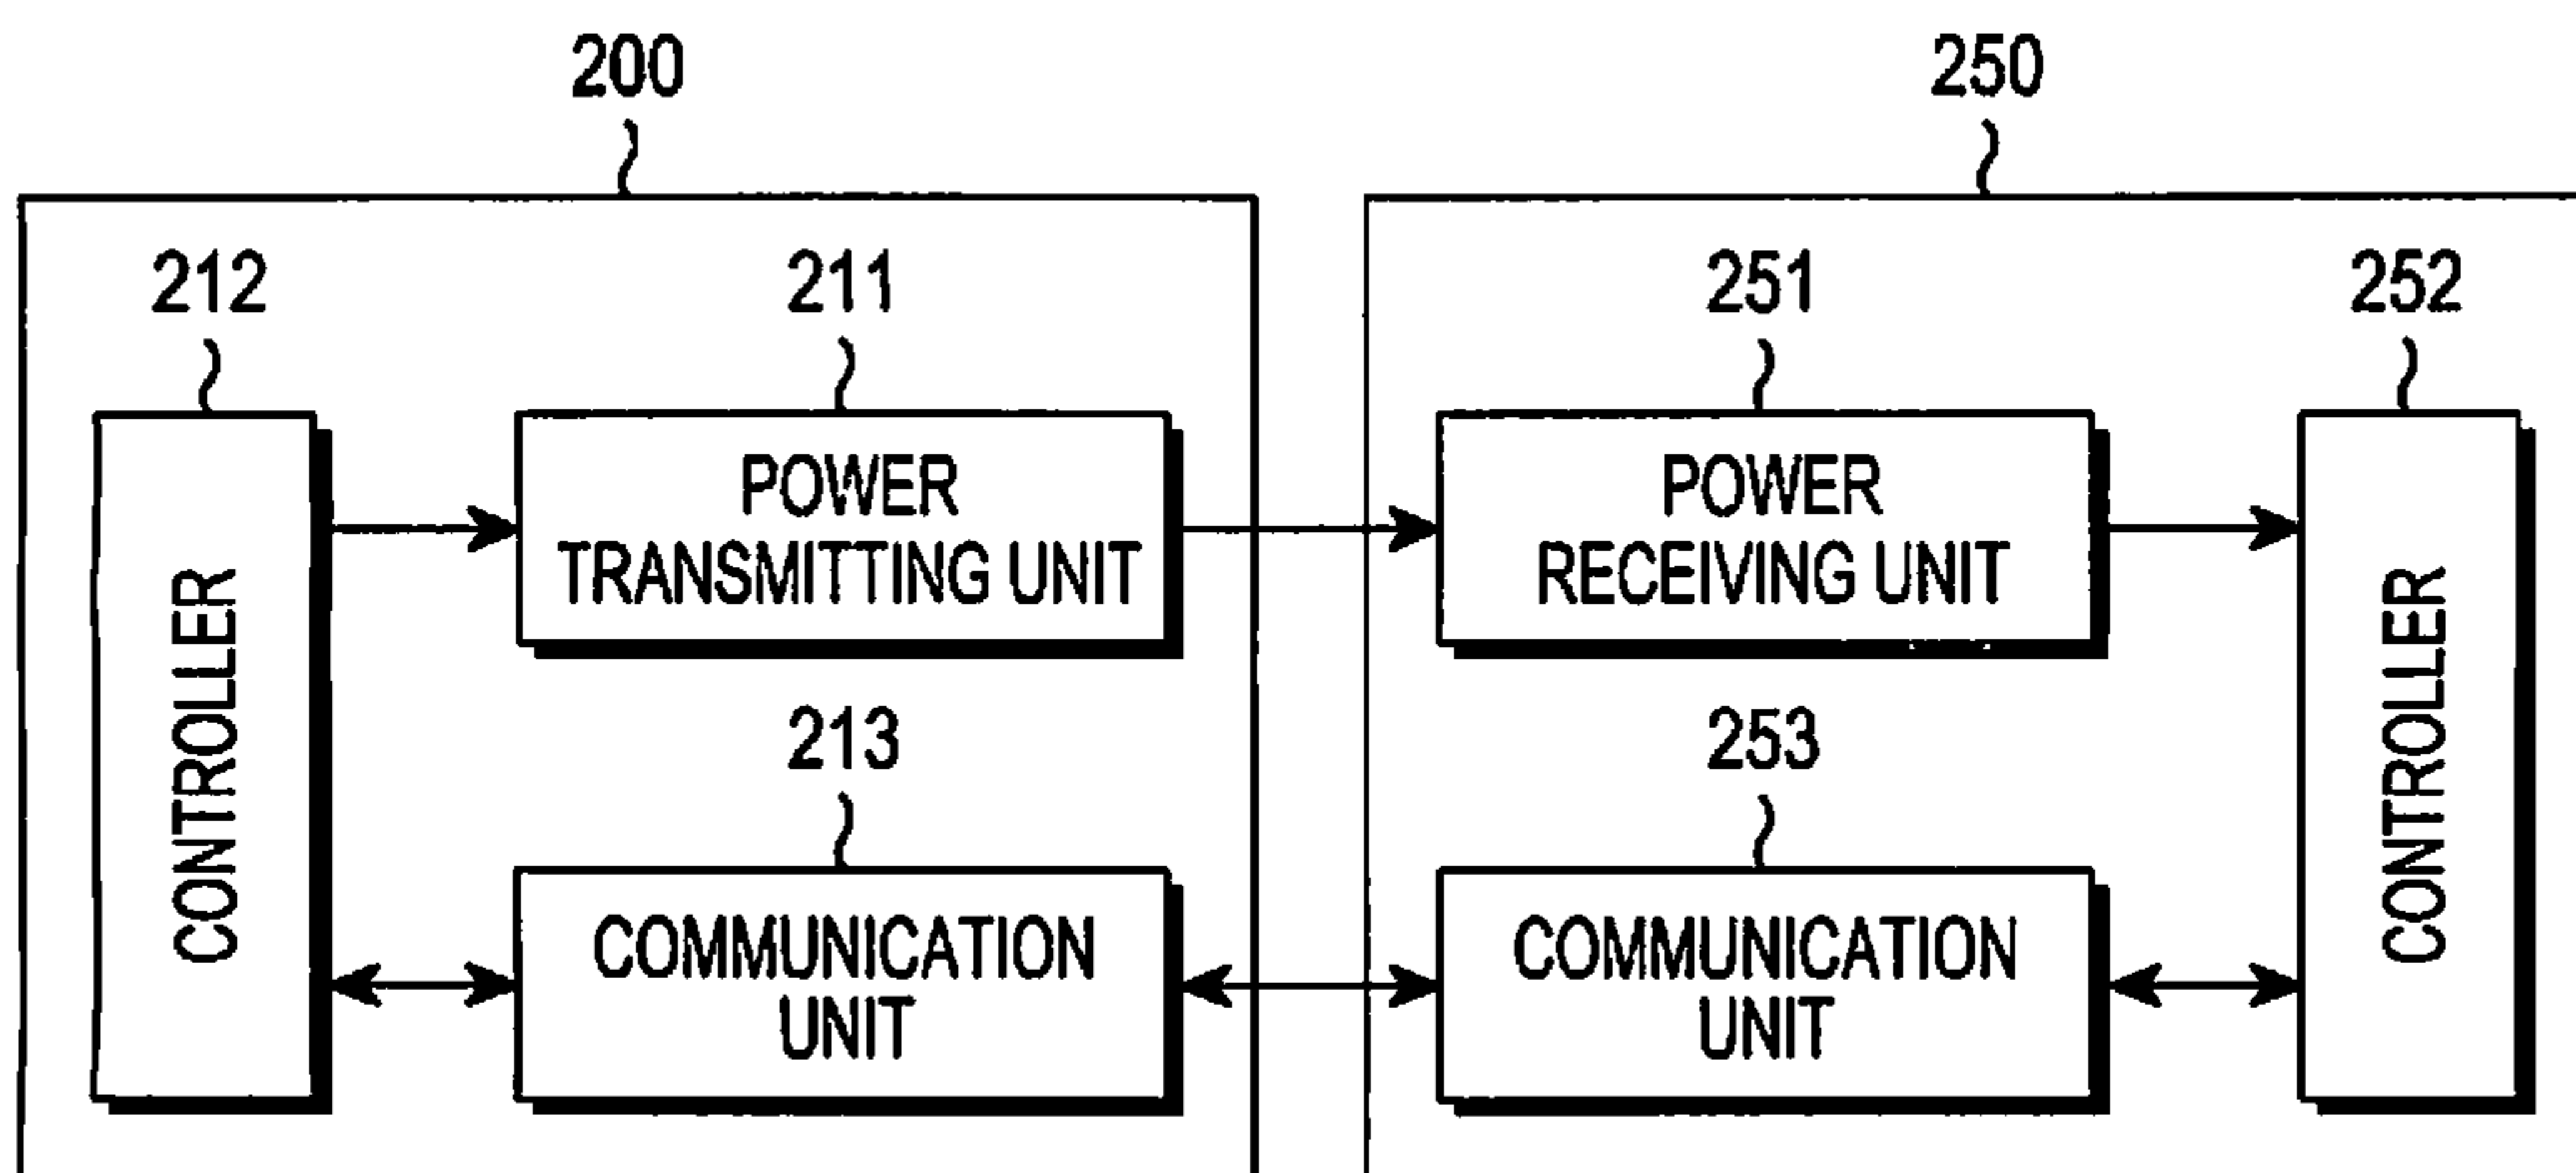 200
250
212
211
251
252
POWER
TRANSMITTING UNIT
POWER
RECEIVING UNIT
CONTROLLER
CONTROLLER
213
253
COMMUNICATION
UNIT
COMMUNICATION
UNIT